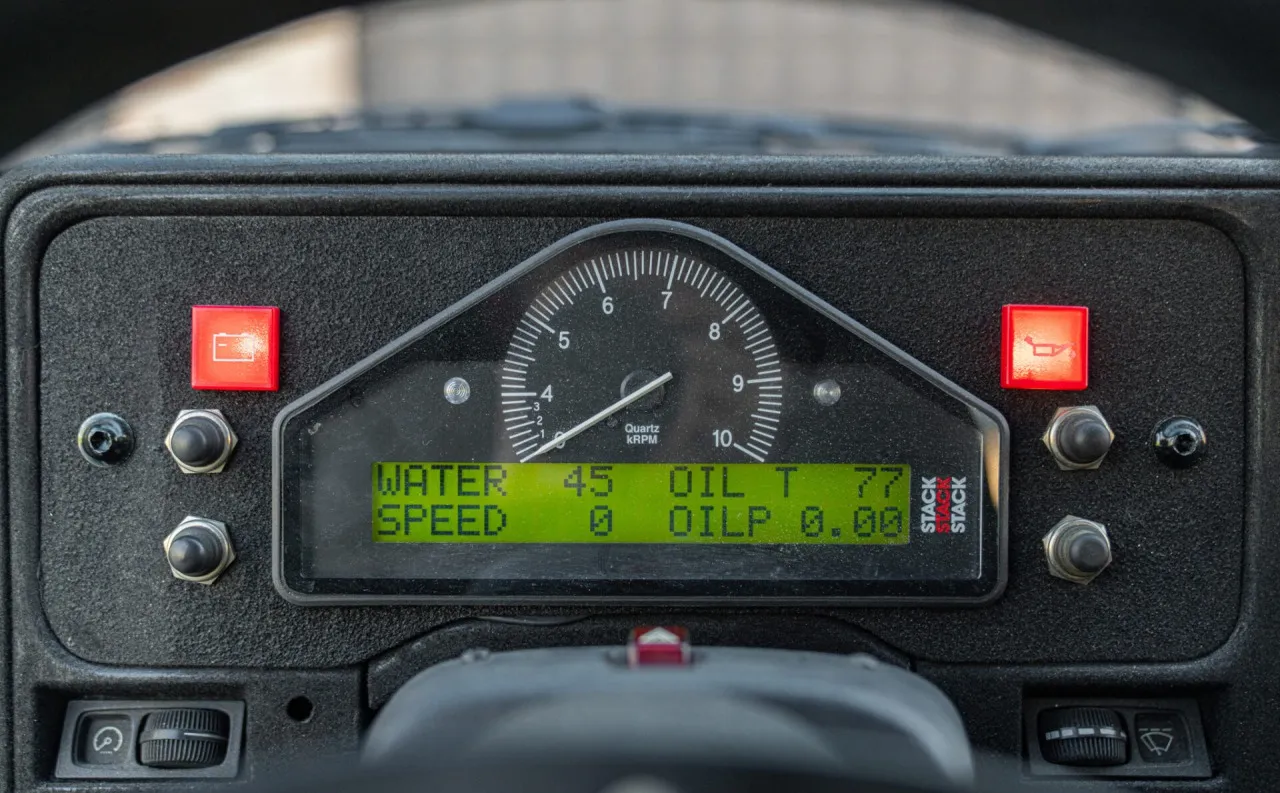 6 7
5 8
4 9
3
2
1
0 10
Quartz
kRPM
WATER 45 OIL T 77
SPEED 0 OILP 0.00
STACK
STACK
STACK